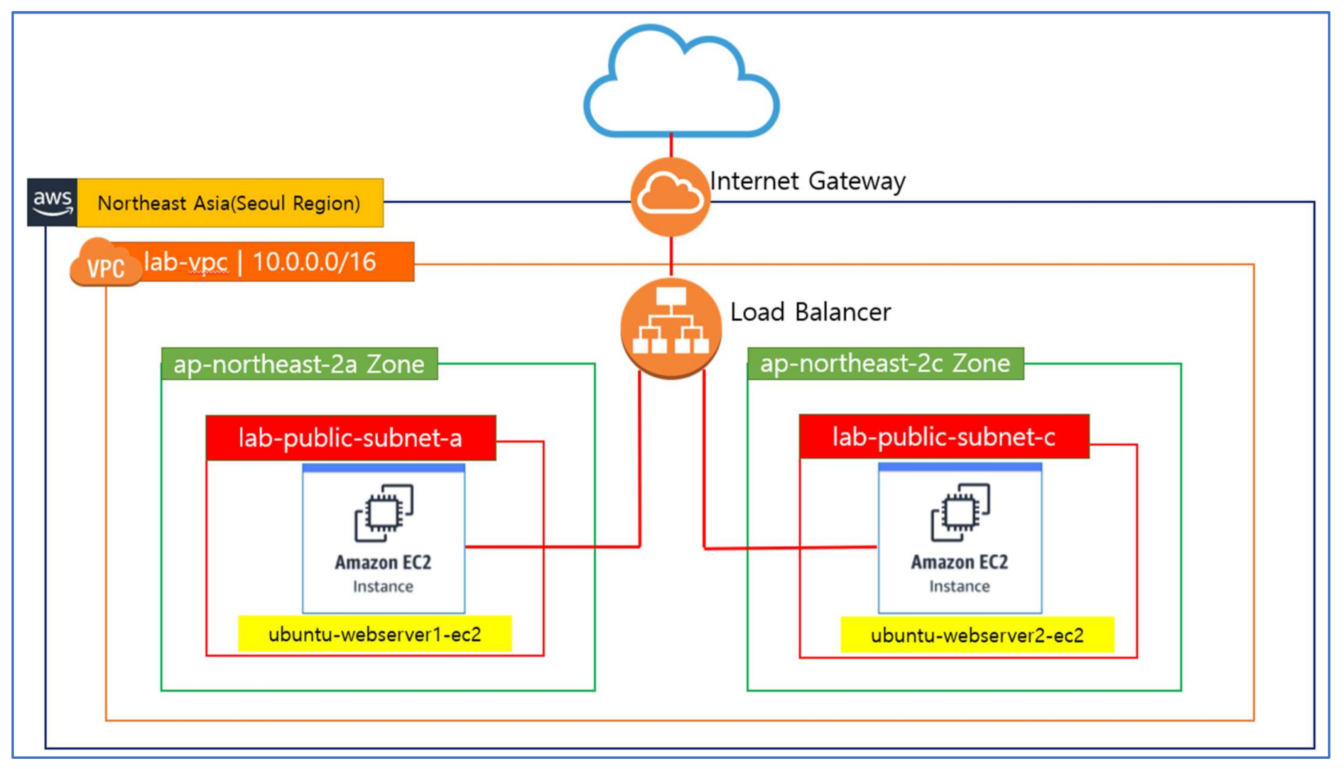 Internet Gateway
aws
Northeast Asia(Seoul Region)
VPC
lab-vpc | 10.0.0.0/16
Load Balancer
ap-northeast-2a Zone
ap-northeast-2c Zone
lab-public-subnet-a
lab-public-subnet-c
Amazon EC2
Instance
Amazon EC2
Instance
ubuntu-webserver1-ec2
ubuntu-webserver2-ec2